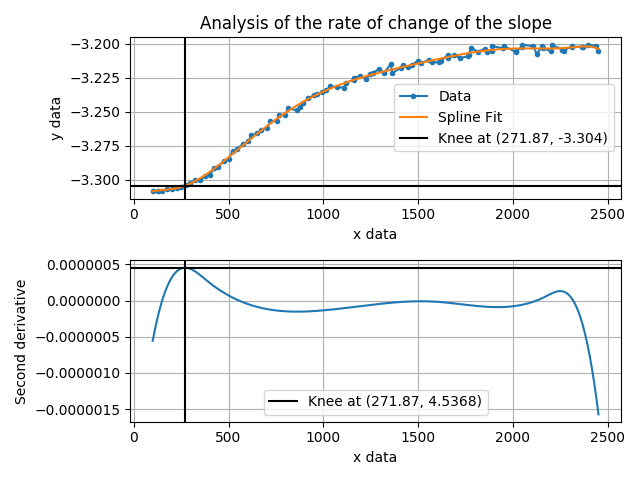 Analysis of the rate of change of the slope
−3.200
−3.225
−3.250
−3.275
−3.300
y data
Data
Spline Fit
Knee at (271.87, -3.304)
0 500 1000 1500 2000 2500
x data
0.0000005
0.0000000
−0.0000005
−0.0000010
−0.0000015
Second derivative
Knee at (271.87, 4.5368)
0 500 1000 1500 2000 2500
x data